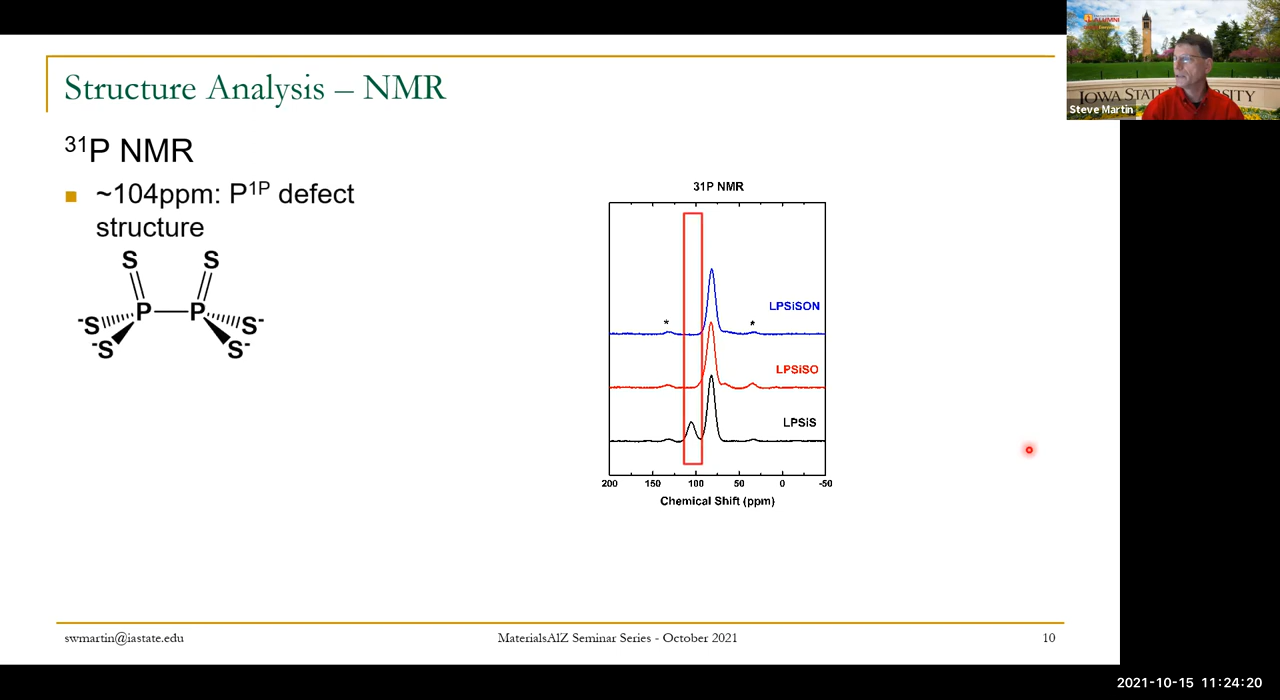 Structure Analysis – NMR
³¹P NMR
~104ppm: P¹ᴾ defect
structure
S S
P P
⁻S S⁻
⁻S S⁻
31P NMR
LPSiSON
* *
LPSiSO
LPSiS
200 150 100 50 0 -50
Chemical Shift (ppm)
swmartin@iastate.edu MaterialsAlZ Seminar Series - October 2021 10
ALUMNI
IOWA STATE UNIVERSITY
Steve Martin
2021-10-15 11:24:20